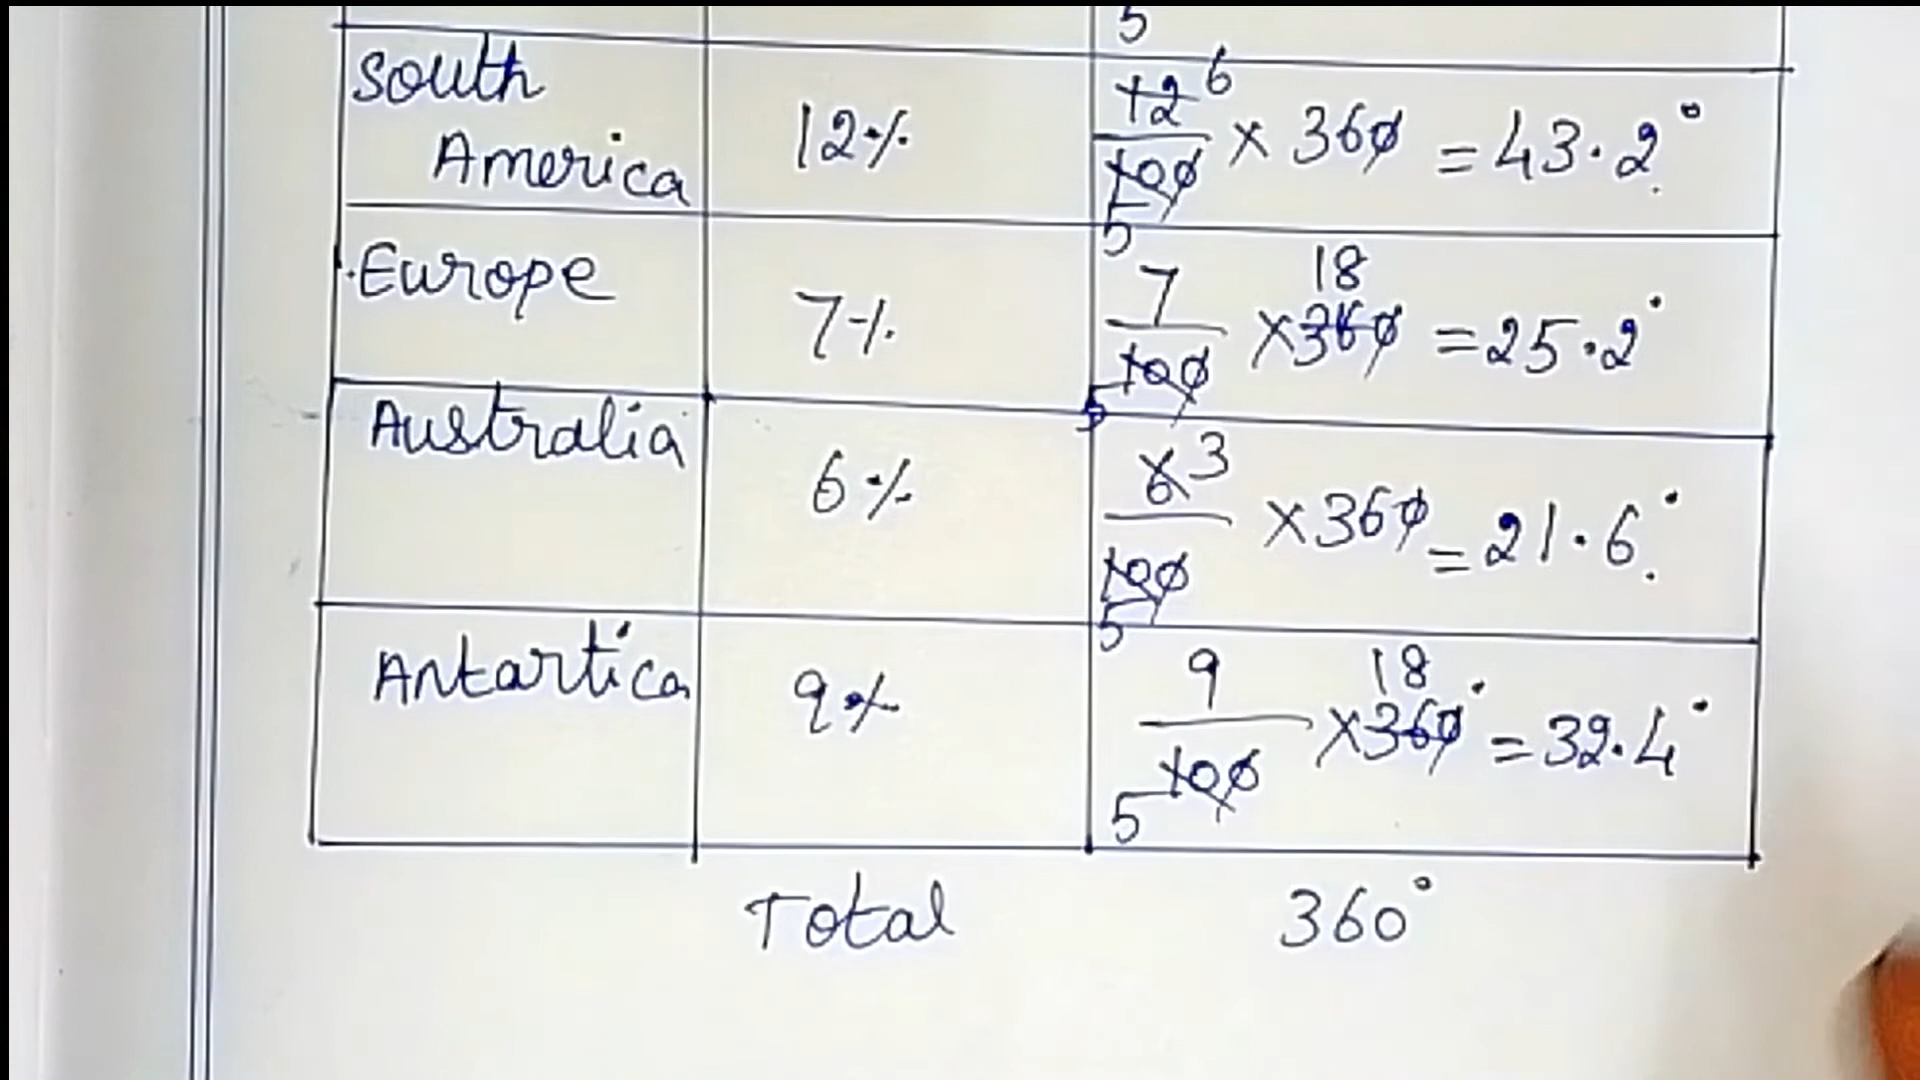 5
South
America
12%
12 6
100 × 360 = 43.2°
5
Europe
7%
7 18
100 × 360 = 25.2°
5
Australia
6%
6 3
100 × 360 = 21.6°
5
Antartica
9%
9 18
100 × 360° = 32.4°
5
Total 360°